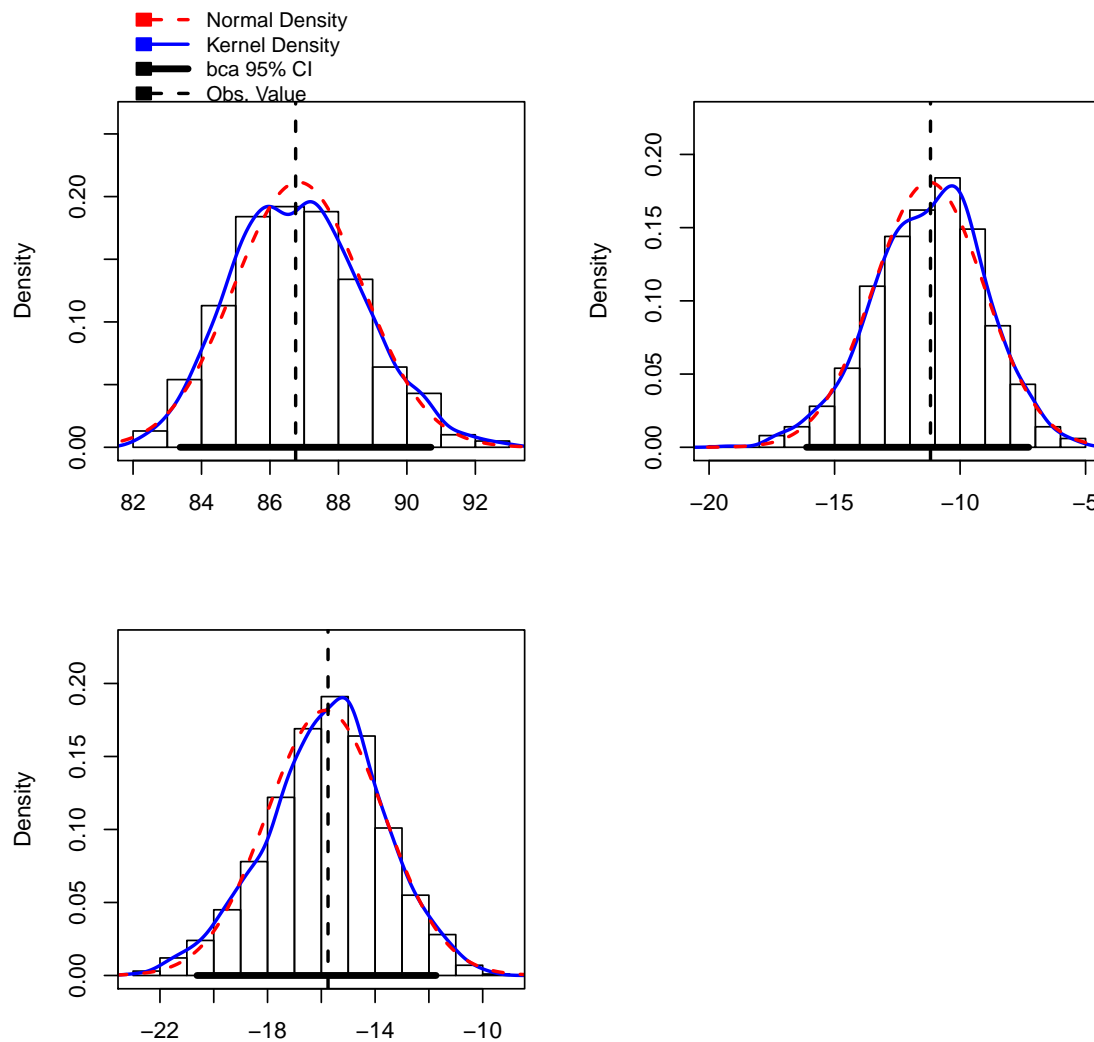 Normal Density
Kernel Density
bca 95% CI
Obs. Value
Density
0.00 0.10 0.20
82 84 86 88 90 92
Density
0.00 0.05 0.10 0.15 0.20
−20 −15 −10 −5
Density
0.00 0.05 0.10 0.15 0.20
−22 −18 −14 −10